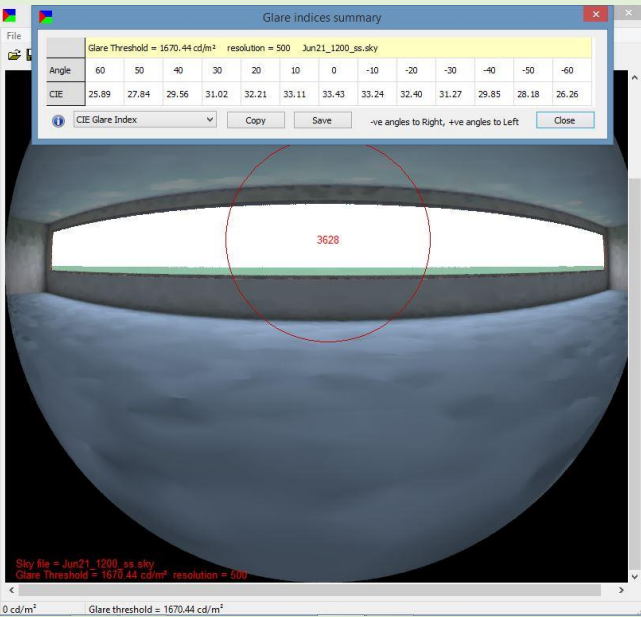 Glare indices summary
File
Glare Threshold = 1670.44 cd/m² resolution = 500 Jun21_1200_ss.sky
Angle 60 50 40 30 20 10 0 -10 -20 -30 -40 -50 -60
CIE 25.89 27.84 29.56 31.02 32.21 33.11 33.43 33.24 32.40 31.27 29.85 28.18 26.26
CIE Glare Index Copy Save -ve angles to Right, +ve angles to Left Close
3628
Sky file = Jun21_1200_ss.sky
Glare Threshold = 1670.44 cd/m² resolution = 500
0 cd/m² Glare threshold = 1670.44 cd/m²